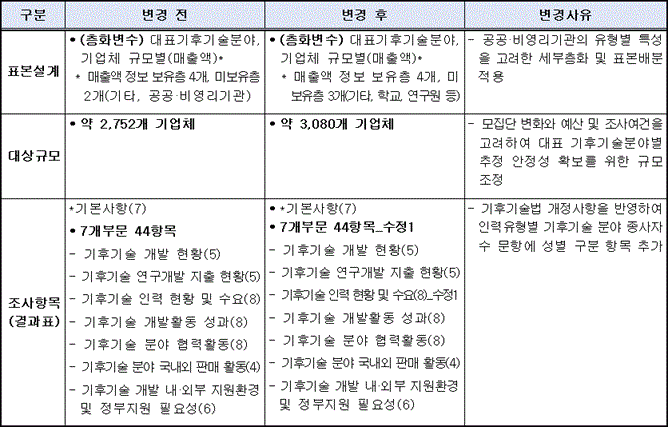 구분 변경 전 변경 후 변경사유
표본설계
• (층화변수) 대표기후기술분야,
기업체 규모별(매출액)*
* 매출액 정보 보유층 4개, 미보유층
2개(기타, 공공·비영리기관)
• (층화변수) 대표기후기술분야,
기업체 규모별(매출액)*
* 매출액 정보 보유층 4개, 미
보유층 3개(기타, 학교, 연구원 등)
- 공공·비영리기관의 유형별 특성
을 고려한 세부층화 및 표본배분
적용
대상규모
• 약 2,752개 기업체
• 약 3,080개 기업체
- 모집단 변화와 예산 및 조사여건을
고려하여 대표 기후기술분야별
추정 안정성 확보를 위한 규모
조정
조사항목
(결과표)
*기본사항(7)
• 7개부문 44항목
- 기후기술 개발 현황(5)
- 기후기술 연구개발 지출 현황(5)
- 기후기술 인력 현황 및 수요(8)
- 기후기술 개발활동 성과(8)
- 기후기술 분야 협력활동(8)
- 기후기술 분야 국내외 판매 활동(4)
- 기후기술 개발 내·외부 지원환경
및 정부지원 필요성(6)
• *기본사항(7)
• 7개부문 44항목_수정1
- 기후기술 개발 현황(5)
- 기후기술 연구개발 지출 현황(5)
- 기후기술 인력 현황 및 수요(8)_수정1
- 기후기술 개발활동 성과(8)
- 기후기술 분야 협력활동(8)
- 기후기술 분야 국내외 판매 활동(4)
- 기후기술 개발 내·외부 지원환경
및 정부지원 필요성(6)
- 기후기술법 개정사항을 반영하여
인력유형별 기후기술 분야 종사자
수 문항에 성별 구분 항목 추가